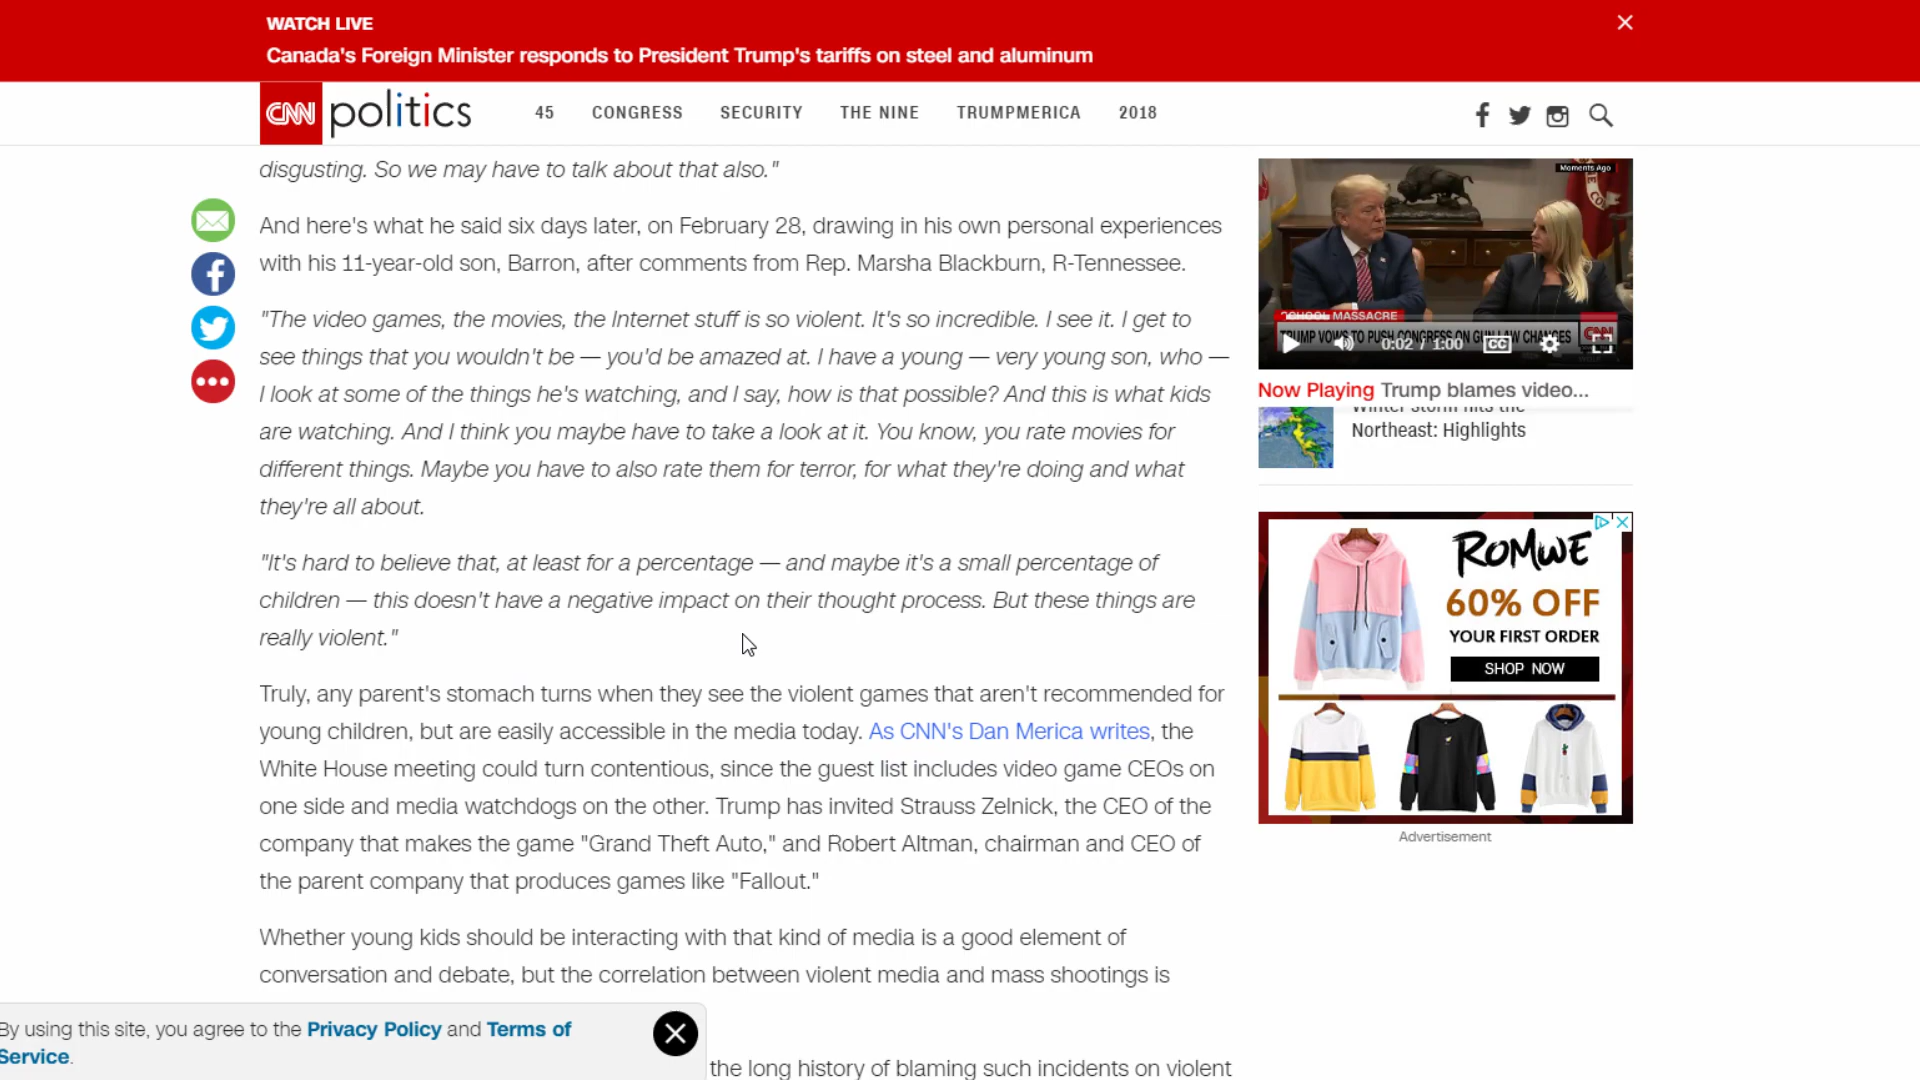 WATCH LIVE
Canada's Foreign Minister responds to President Trump's tariffs on steel and aluminum
CNN politics 45 CONGRESS SECURITY THE NINE TRUMPMERICA 2018
disgusting. So we may have to talk about that also."
And here's what he said six days later, on February 28, drawing in his own personal experiences
with his 11-year-old son, Barron, after comments from Rep. Marsha Blackburn, R-Tennessee.
"The video games, the movies, the Internet stuff is so violent. It's so incredible. I see it. I get to
see things that you wouldn't be — you'd be amazed at. I have a young — very young son, who —
I look at some of the things he's watching, and I say, how is that possible? And this is what kids
are watching. And I think you maybe have to take a look at it. You know, you rate movies for
different things. Maybe you have to also rate them for terror, for what they're doing and what
they're all about.
"It's hard to believe that, at least for a percentage — and maybe it's a small percentage of
children — this doesn't have a negative impact on their thought process. But these things are
really violent."
Truly, any parent's stomach turns when they see the violent games that aren't recommended for
young children, but are easily accessible in the media today. As CNN's Dan Merica writes, the
White House meeting could turn contentious, since the guest list includes video game CEOs on
one side and media watchdogs on the other. Trump has invited Strauss Zelnick, the CEO of the
company that makes the game "Grand Theft Auto," and Robert Altman, chairman and CEO of
the parent company that produces games like "Fallout."
Whether young kids should be interacting with that kind of media is a good element of
conversation and debate, but the correlation between violent media and mass shootings is
the long history of blaming such incidents on violent
By using this site, you agree to the Privacy Policy and Terms of
Service.
Moments Ago
SCHOOL MASSACRE
TRUMP VOWS TO PUSH CONGRESS ON GUN LAW CHANGES
CNN
0:02 / 1:00 CC
Now Playing Trump blames video...
Winter storm hits the
Northeast: Highlights
ROMWE
60% OFF
YOUR FIRST ORDER
SHOP NOW
Advertisement